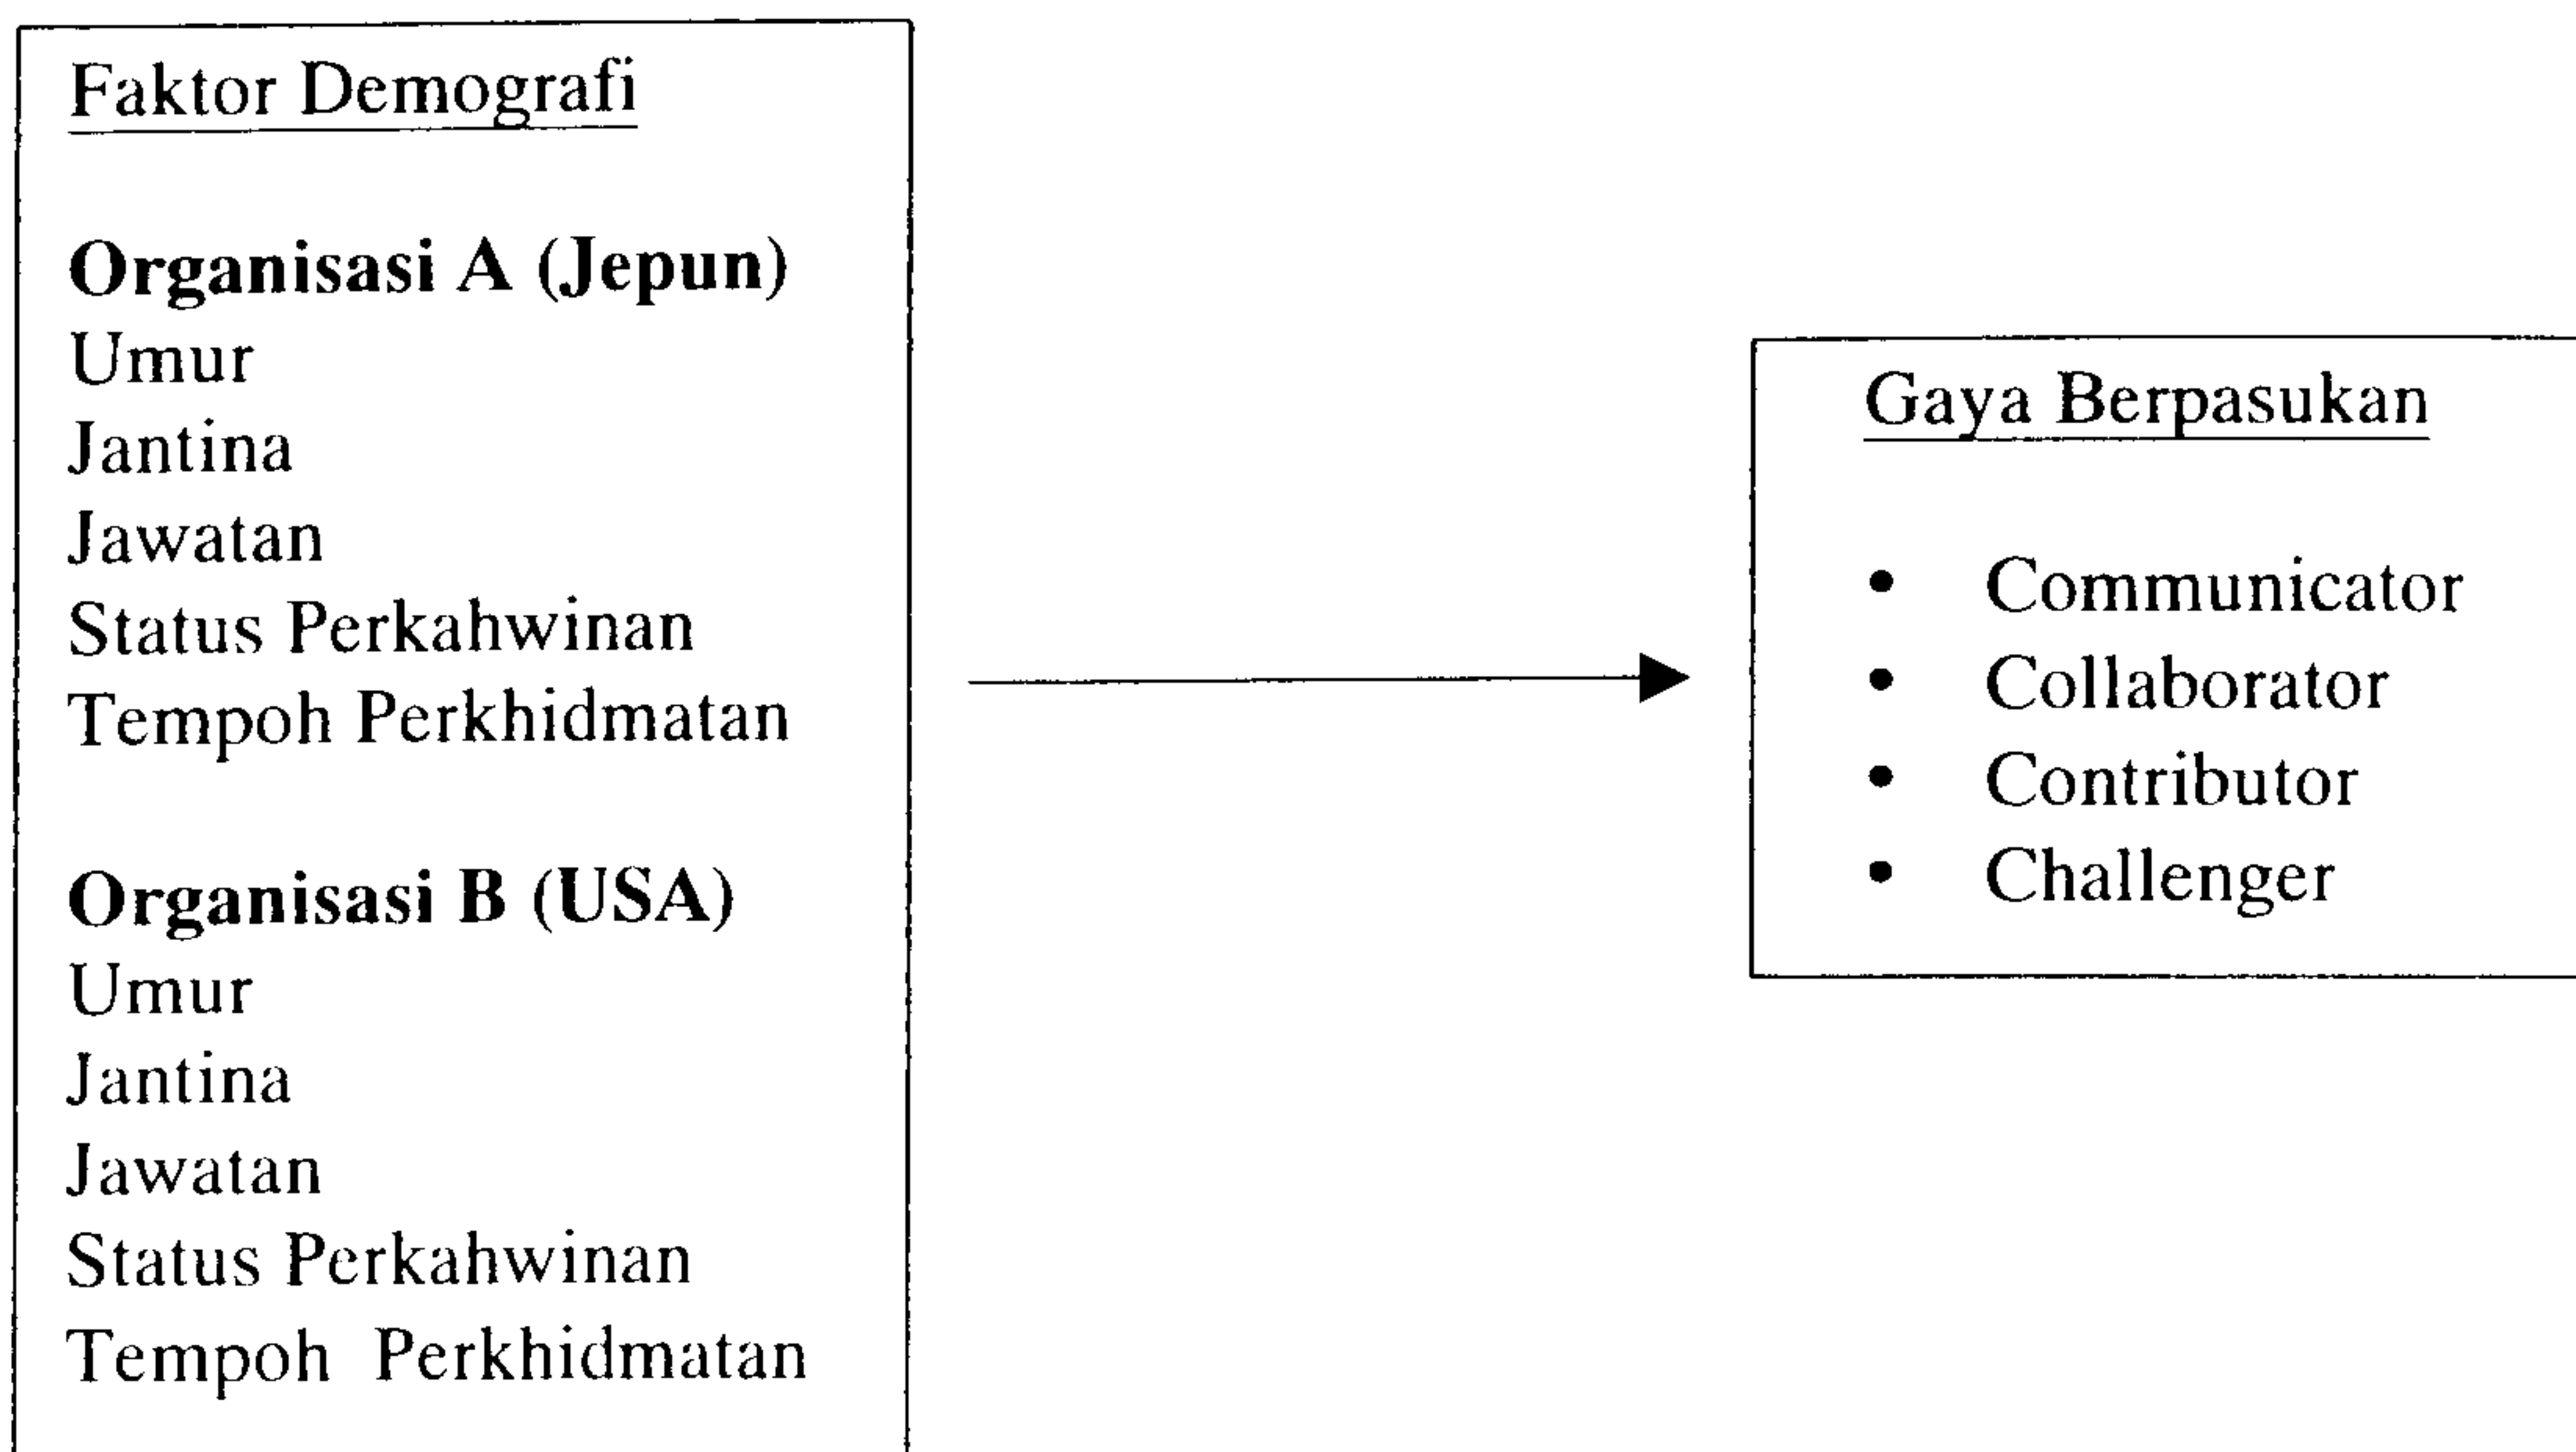 Faktor Demografi
Organisasi A (Jepun)
Umur
Jantina
Jawatan
Status Perkahwinan
Tempoh Perkhidmatan
Organisasi B (USA)
Umur
Jantina
Jawatan
Status Perkahwinan
Tempoh Perkhidmatan
Gaya Berpasukan
• Communicator
• Collaborator
• Contributor
• Challenger